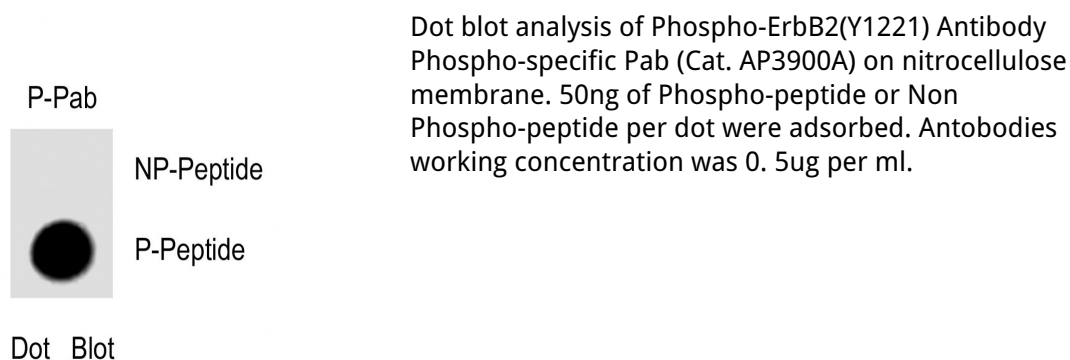 P-Pab
NP-Peptide
P-Peptide
Dot Blot
Dot blot analysis of Phospho-ErbB2(Y1221) Antibody
Phospho-specific Pab (Cat. AP3900A) on nitrocellulose
membrane. 50ng of Phospho-peptide or Non
Phospho-peptide per dot were adsorbed. Antobodies
working concentration was 0. 5ug per ml.